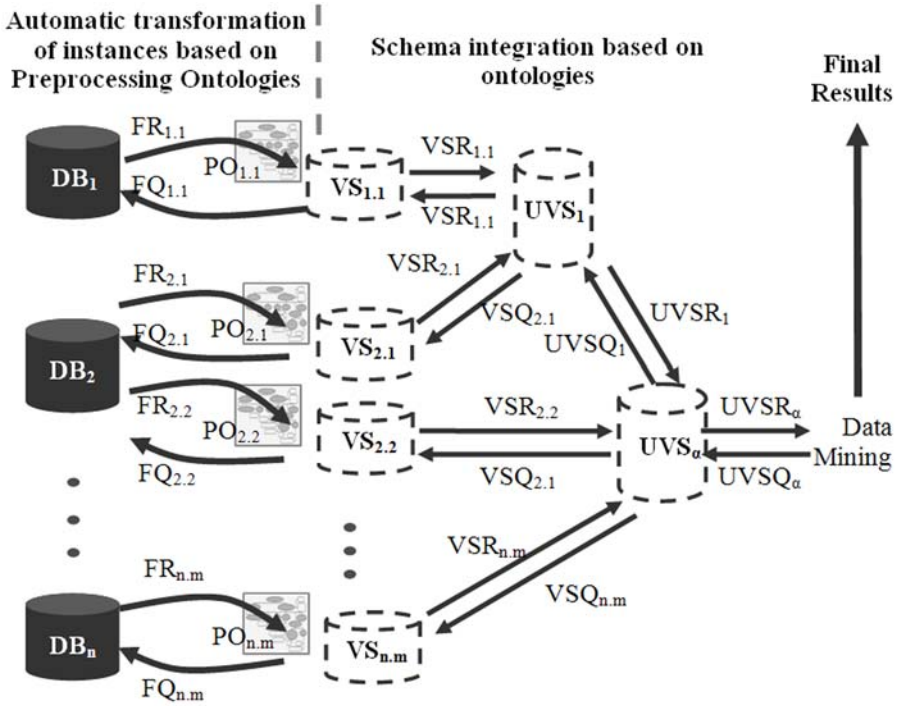 Automatic transformation
of instances based on
Preprocessing Ontologies
Schema integration based on
ontologies
Final
Results
FR1.1
PO1.1
DB1
FQ1.1
VS1.1
VSR1.1
VSR1.1
UVS1
FR2.1
PO2.1
FQ2.1
DB2
VS2.1
VSR2.1
VSQ2.1
UVSQ1
UVSR1
FR2.2
PO2.2
FQ2.2
VS2.2
VSR2.2
VSQ2.1
UVSα
UVSRα
UVSQα
Data
Mining
VSRn.m
VSQn.m
FRn.m
POn.m
DBn
FQn.m
VSn.m